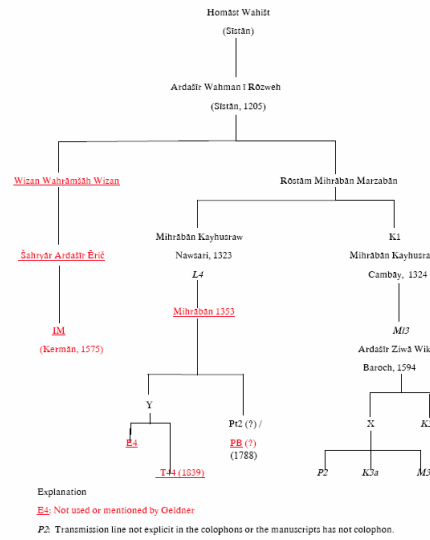 Homāst Wahišt
(Sīstān)
Ardašīr Wahman ī Rōzweh
(Sīstān, 1205)
Wizan Wahrāmšāh Wizan
Rōstām Mihrābān Marzabān
Mihrābān Kayhusraw
K1
Nawsari, 1323
Mihrābān Kayhusra
L4
Cambāy, 1324
Šahryār Ardašīr Ērič
Mihrābān 1353
IM
Ml3
(Kermān, 1575)
Ardašīr Ziwā Wik
Baroch, 1594
Y
Pt2 (?) /
X
E4
PB (?)
(1788)
T44 (1839)
P2
K3a
M3
Explanation
E4: Not used or mentioned by Geldner
P2: Transmission line not explicit in the colophons or the manuscripts has not colophon.